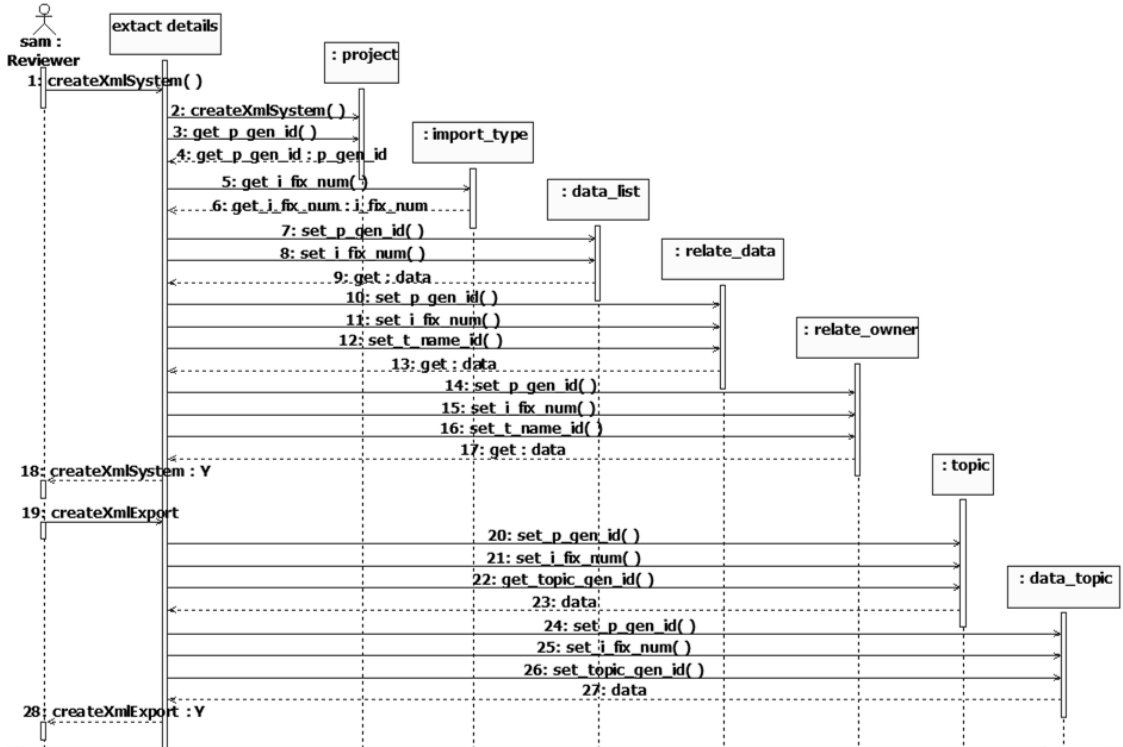 sam :
Reviewer
extact details
: project
1: createXmlSystem( )
2: createXmlSystem( )
3: get_p_gen_id( )
4: get_p_gen_id : p_gen_id
: import_type
5: get_i_fix_num( )
6: get_i_fix_num : i_fix_num
: data_list
7: set_p_gen_id( )
8: set_i_fix_num( )
9: get : data
: relate_data
10: set_p_gen_id( )
11: set_i_fix_num( )
12: set_t_name_id( )
13: get : data
: relate_owner
14: set_p_gen_id( )
15: set_i_fix_num( )
16: set_t_name_id( )
17: get : data
18: createXmlSystem : Y
: topic
19: createXmlExport
20: set_p_gen_id( )
21: set_i_fix_num( )
22: get_topic_gen_id( )
23: data
: data_topic
24: set_p_gen_id( )
25: set_i_fix_num( )
26: set_topic_gen_id( )
27: data
28: createXmlExport : Y